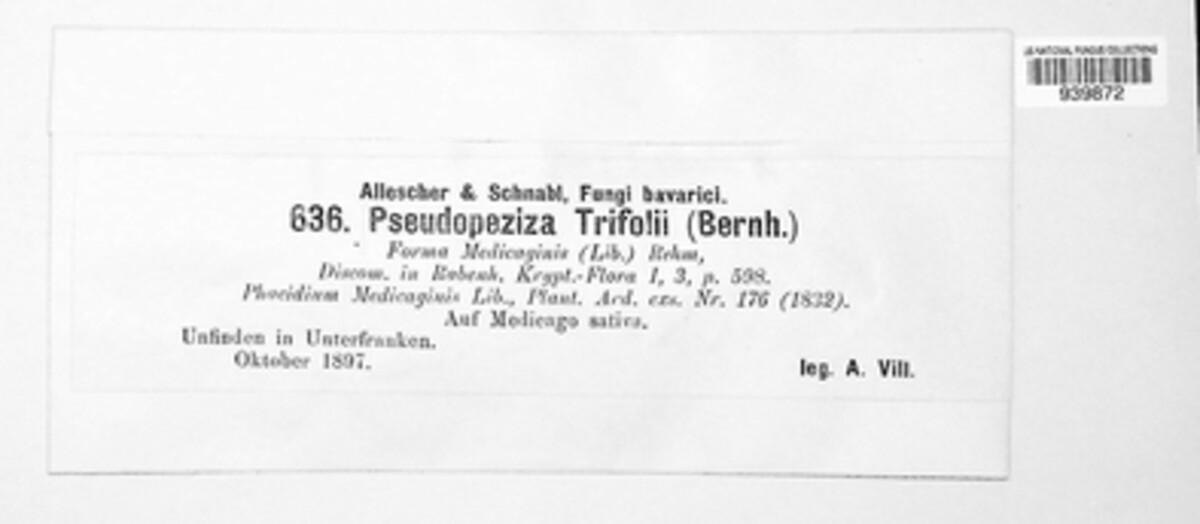 Allescher & Schnabl, Fungi bavarici.
636. Pseudopeziza Trifolii (Bernh.)
Forma Medicaginis (Lib.) Rehm,
Discom. in Rabenh. Krypt.-Flora I, 3, p. 598.
Phacidium Medicaginis Lib., Plant. Ard. exs. Nr. 176 (1832).
Auf Medicago sativa.
Unfinden in Unterfranken.
Oktober 1897.
leg. A. Vill.
US NATIONAL FUNGUS COLLECTIONS
939872